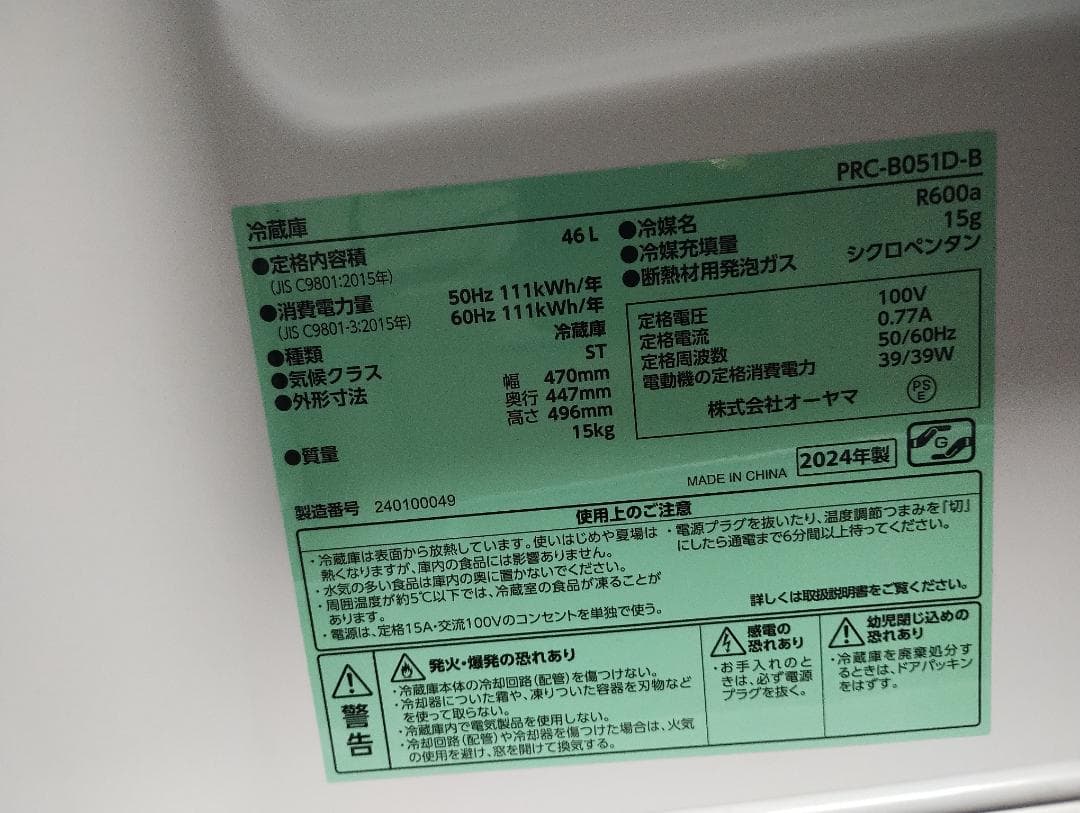 PRC-B051D-B
冷蔵庫
●定格内容積 46L
(JIS C9801:2015年)
●消費電力量 50Hz 111kWh/年
(JIS C9801-3:2015年) 60Hz 111kWh/年
●種類 冷蔵庫
●気候クラス ST
●外形寸法 幅 470mm
奥行 447mm
高さ 496mm
●質量 15kg
●冷媒名 R600a
●冷媒充填量 15g
●断熱材用発泡ガス シクロペンタン
定格電圧 100V
定格電流 0.77A
定格周波数 50/60Hz
電動機の定格消費電力 39/39W
株式会社オーヤマ
PS
E
製造番号 240100049
MADE IN CHINA 2024年製
G
使用上のご注意
・冷蔵庫は表面から放熱しています。使いはじめや夏場は
熱くなりますが、庫内の食品には影響ありません。
・水気の多い食品は庫内の奥に置かないでください。
・周囲温度が約5℃以下では、冷蔵室の食品が凍ることが
あります。
・電源は、定格15A・交流100Vのコンセントを単独で使う。
・電源プラグを抜いたり、温度調節つまみを「切」
にしたら通電まで6分間以上待ってください。
詳しくは取扱説明書をご覧ください。
警告
発火・爆発の恐れあり
・冷蔵庫本体の冷却回路(配管)を傷つけない。
・冷却器についた霜や、凍りついた容器を刃物など
を使って取らない。
・冷蔵庫内で電気製品を使用しない。
・冷却回路(配管)や冷却器を傷つけた場合は、火気
の使用を避け、窓を開けて換気する。
感電の
恐れあり
・お手入れのと
きは、必ず電源
プラグを抜く。
幼児閉じ込めの
恐れあり
・冷蔵庫を廃棄処分す
るときは、ドアパッキン
をはずす。